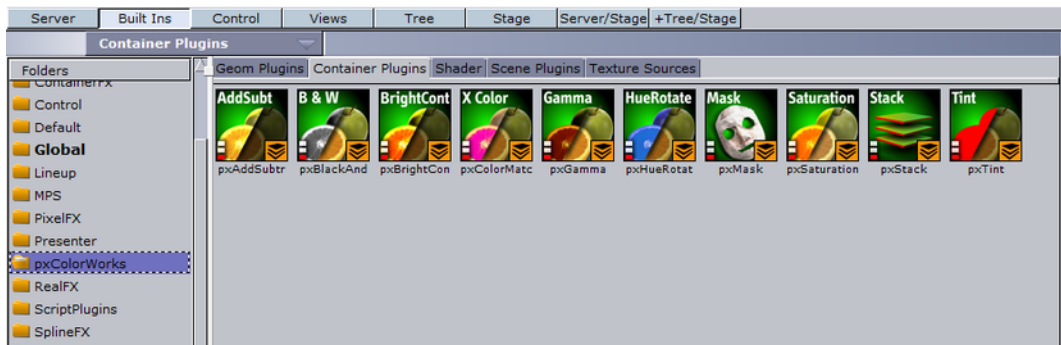 Server Built Ins Control Views Tree Stage Server/Stage +Tree/Stage
Container Plugins
Folders
ContainerFX
Control
Default
Global
Lineup
MPS
PixelFX
Presenter
pxColorWorks
RealFX
ScriptPlugins
SplineFX
Geom Plugins Container Plugins Shader Scene Plugins Texture Sources
AddSubt B & W BrightCont X Color Gamma HueRotate Mask Saturation Stack Tint
pxAddSubtr pxBlackAnd pxBrightCon pxColorMatc pxGamma pxHueRotat pxMask pxSaturation pxStack pxTint